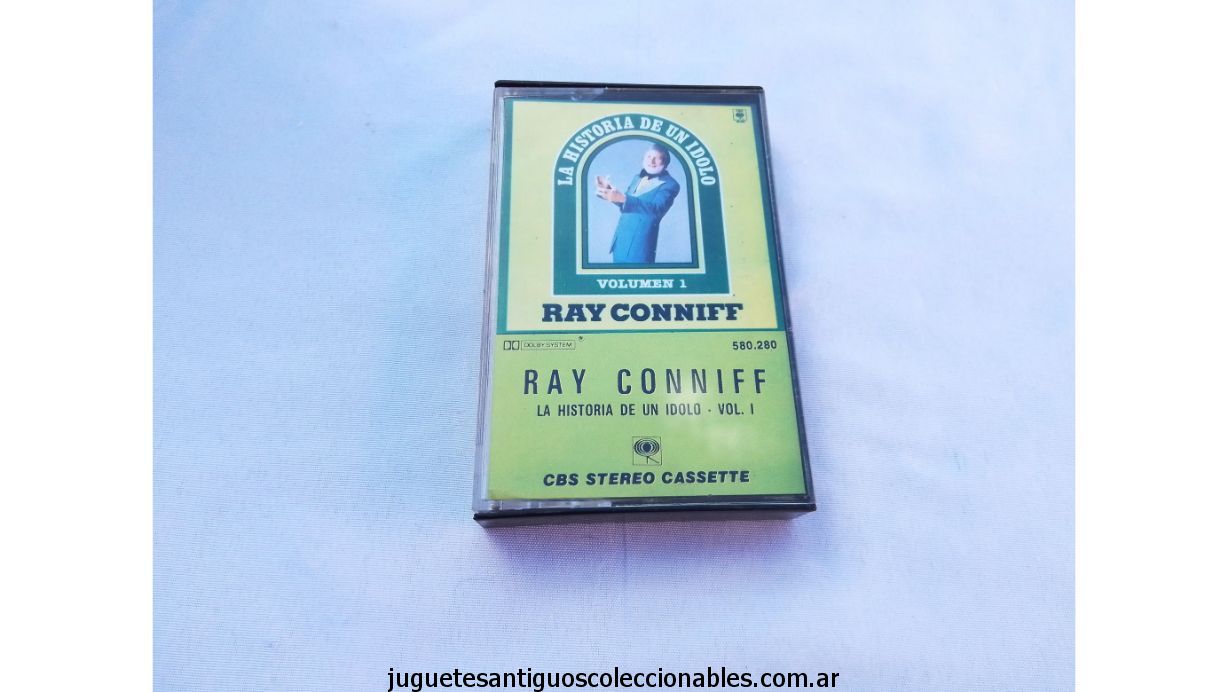 LA HISTORIA DE UN IDOLO
VOLUMEN 1
RAY CONNIFF
DOLBY SYSTEM
580.280
RAY CONNIFF
LA HISTORIA DE UN IDOLO - VOL. I
CBS STEREO CASSETTE
juguetesantiguoscoleccionables.com.ar